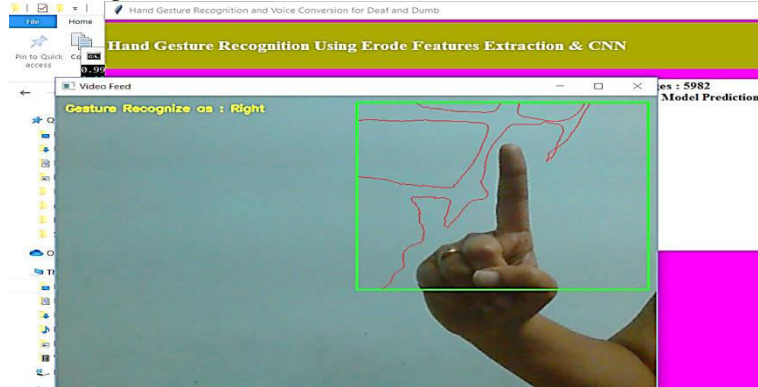 Hand Gesture Recognition and Voice Conversion for Deaf and Dumb
File
Home
Pin to Quick
access
Hand Gesture Recognition Using Erode Features Extraction & CNN
0.99
Video Feed
es : 5982
Model Prediction
Gesture Recognize as : Right